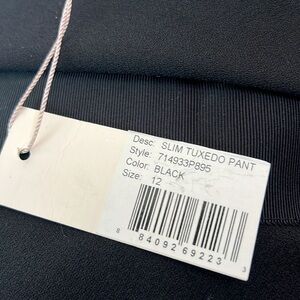 Desc: SLIM TUXEDO PANT
Style: 714933P895
Color: BLACK
Size: 12
8 84092 69223 3